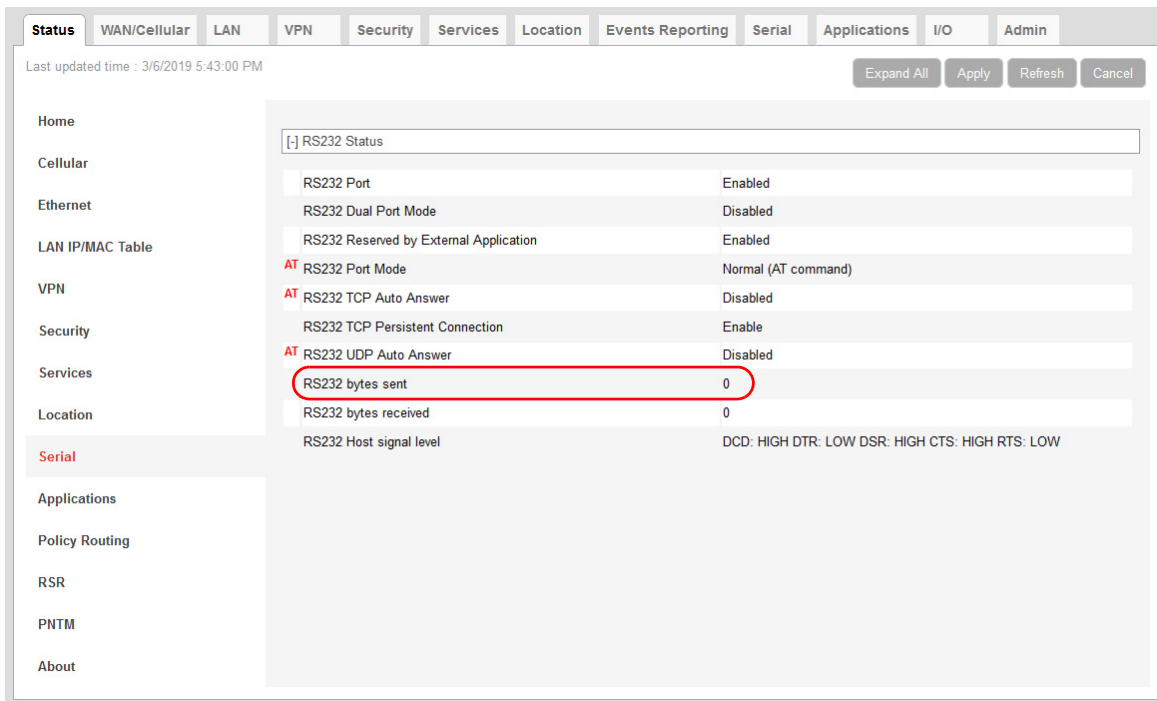 Status WAN/Cellular LAN VPN Security Services Location Events Reporting Serial Applications I/O Admin
Last updated time : 3/6/2019 5:43:00 PM
Expand All Apply Refresh Cancel
Home
Cellular
Ethernet
LAN IP/MAC Table
VPN
Security
Services
Location
Serial
Applications
Policy Routing
RSR
PNTM
About
[-] RS232 Status
RS232 Port Enabled
RS232 Dual Port Mode Disabled
RS232 Reserved by External Application Enabled
AT RS232 Port Mode Normal (AT command)
AT RS232 TCP Auto Answer Disabled
RS232 TCP Persistent Connection Enable
AT RS232 UDP Auto Answer Disabled
RS232 bytes sent 0
RS232 bytes received 0
RS232 Host signal level DCD: HIGH DTR: LOW DSR: HIGH CTS: HIGH RTS: LOW